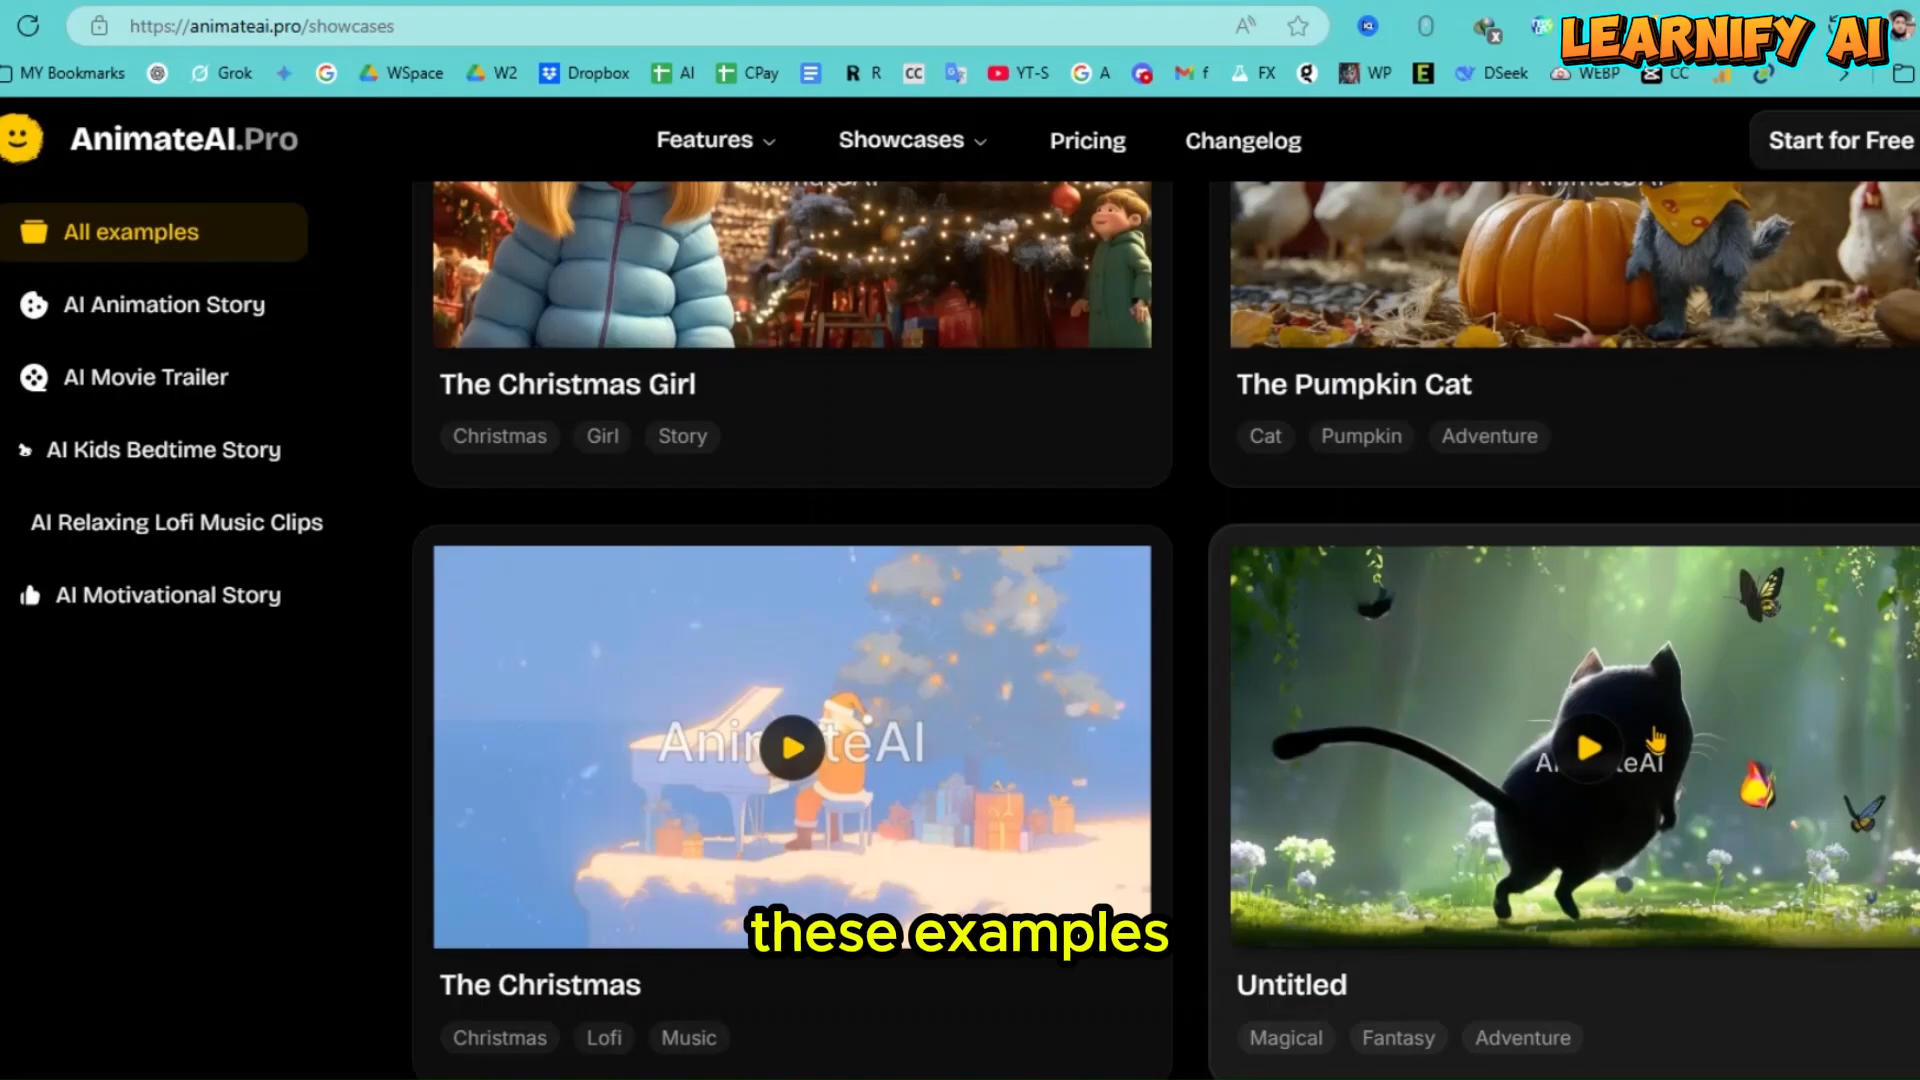 https://animateai.pro/showcases
LEARNIFY AI
MY Bookmarks Grok WSpace W2 Dropbox AI CPay R R CC YT-S A f FX WP E DSeek WEBP CC
AnimateAI.Pro
Features
Showcases
Pricing
Changelog
Start for Free
All examples
AI Animation Story
AI Movie Trailer
AI Kids Bedtime Story
AI Relaxing Lofi Music Clips
AI Motivational Story
The Christmas Girl
Christmas Girl Story
The Pumpkin Cat
Cat Pumpkin Adventure
these examples
The Christmas
Christmas Lofi Music
Untitled
Magical Fantasy Adventure